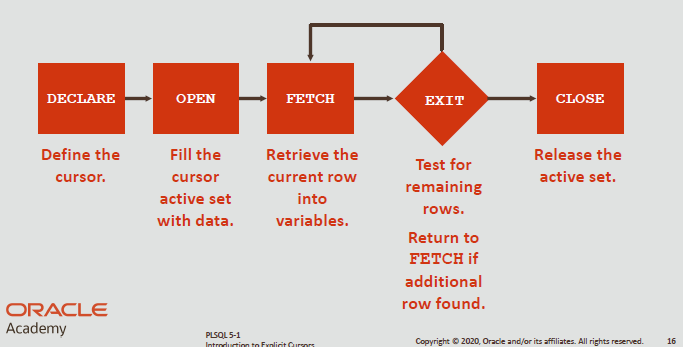 DECLARE
OPEN
FETCH
EXIT
CLOSE
Define the
cursor.
Fill the
cursor
active set
with data.
Retrieve the
current row
into
variables.
Test for
remaining
rows.
Return to
FETCH if
additional
row found.
Release the
active set.
ORACLE
Academy
PLSQL 5-1
Introduction to Explicit Cursors
Copyright © 2020, Oracle and/or its affiliates. All rights reserved.
16